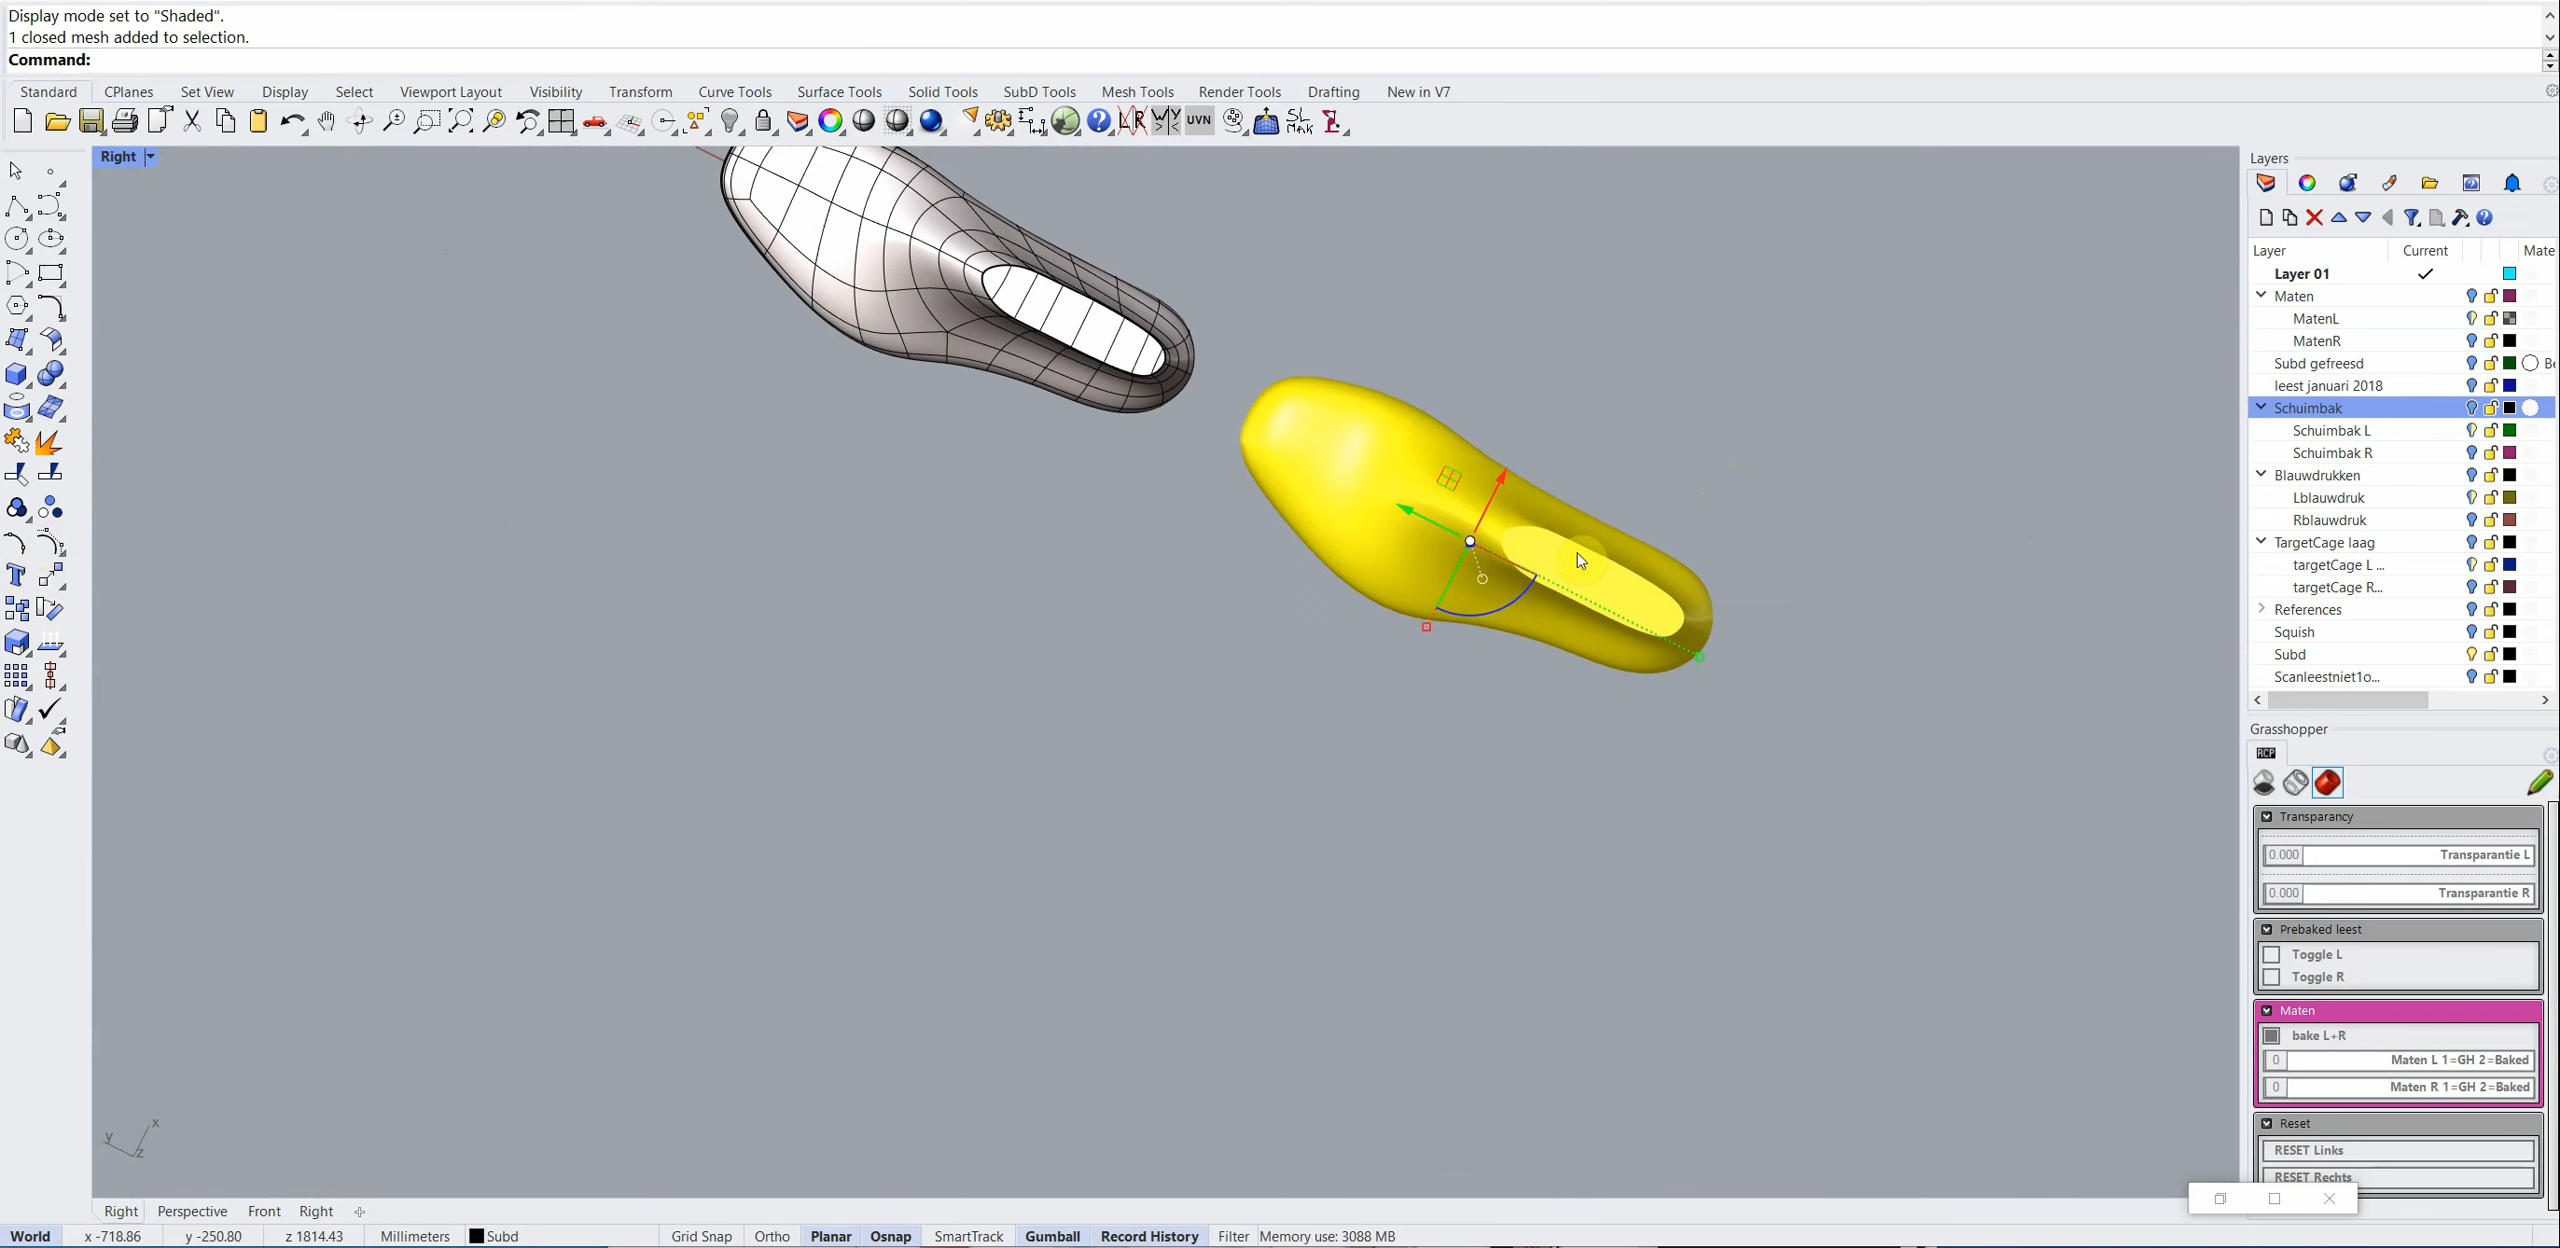 Display mode set to "Shaded".
1 closed mesh added to selection.
Command:
Standard CPlanes Set View Display Select Viewport Layout Visibility Transform Curve Tools Surface Tools Solid Tools SubD Tools Mesh Tools Render Tools Drafting New in V7
UVN
Right
Layers
Layer Current Mate
Layer 01
Maten
MatenL
MatenR
Subd gefreesd Be
leest januari 2018
Schuimbak
Schuimbak L
Schuimbak R
Blauwdrukken
Lblauwdruk
Rblauwdruk
TargetCage laag
targetCage L ...
targetCage R...
References
Squish
Subd
Scanleestniet1o...
Grasshopper
RCP
Transparancy
0.000 Transparantie L
0.000 Transparantie R
Prebaked leest
Toggle L
Toggle R
Maten
bake L+R
0 Maten L 1=GH 2=Baked
0 Maten R 1=GH 2=Baked
Reset
RESET Links
RESET Rechts
y x z
Right Perspective Front Right
World x -718.86 y -250.80 z 1814.43 Millimeters Subd Grid Snap Ortho Planar Osnap SmartTrack Gumball Record History Filter Memory use: 3088 MB